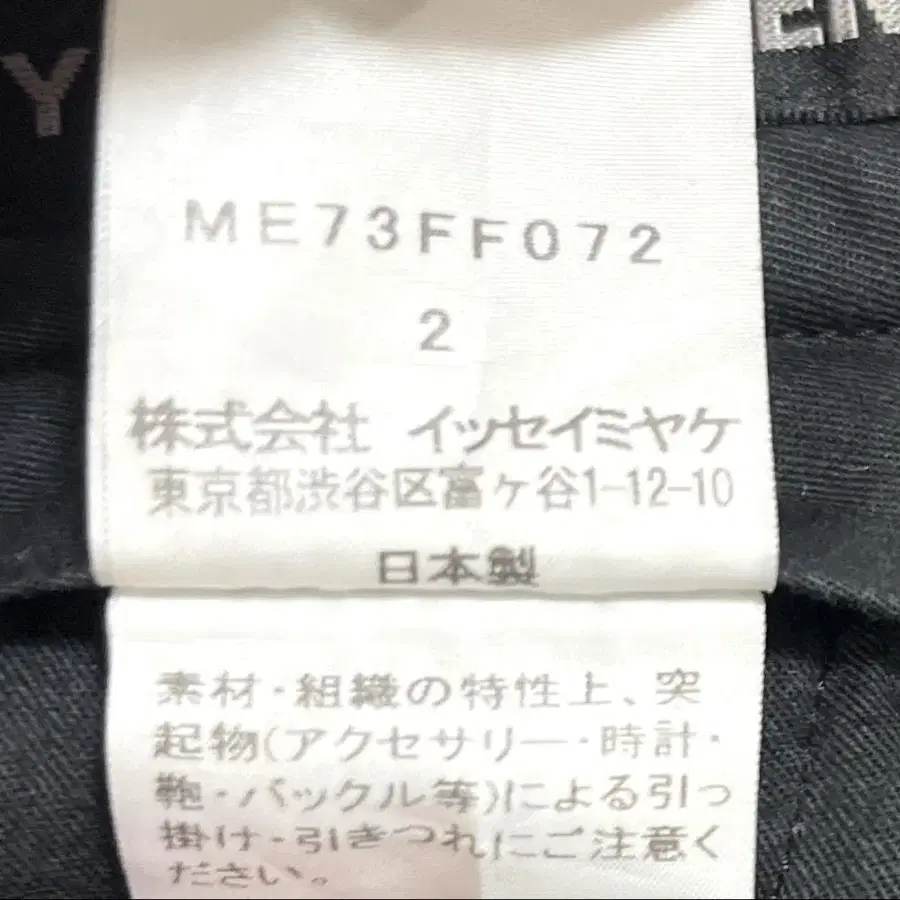 Y
EN
ME73FF072
2
株式会社 イッセイミヤケ
東京都渋谷区富ヶ谷1-12-10
日本製
素材・組織の特性上、突
起物(アクセサリー・時計・
鞄・バックル等)による引っ
掛け・引きつれにご注意く
ださい。